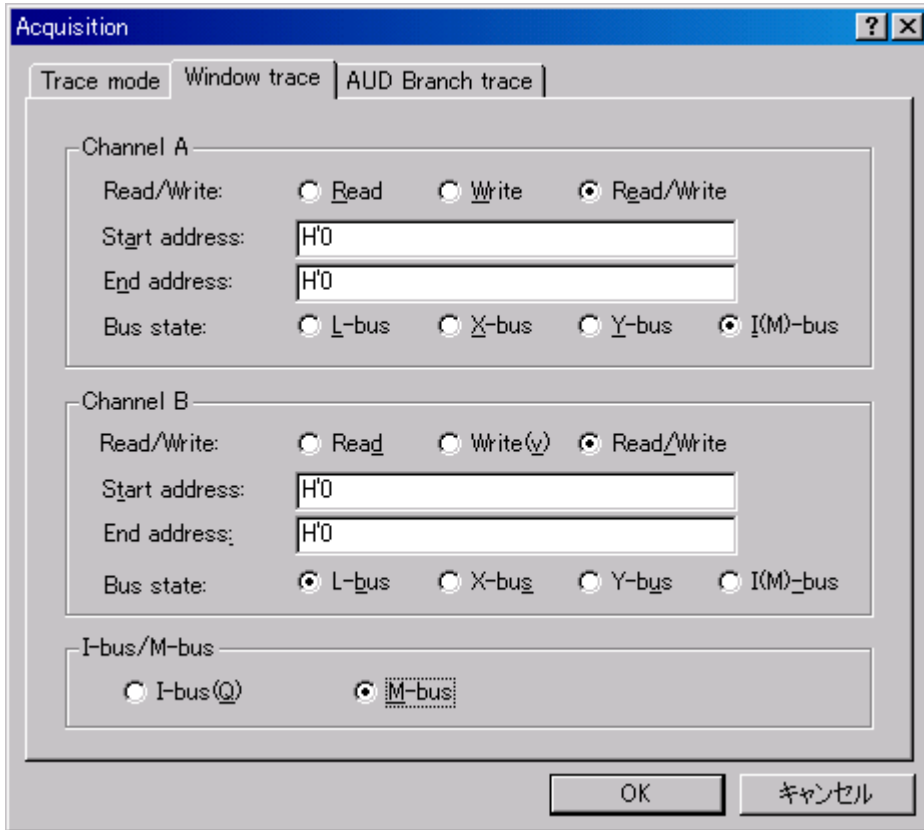 Acquisition
Trace mode Window trace AUD Branch trace
Channel A
Read/Write: Read Write Read/Write
Start address: H'0
End address: H'0
Bus state: L-bus X-bus Y-bus I(M)-bus
Channel B
Read/Write: Read Write(v) Read/Write
Start address: H'0
End address: H'0
Bus state: L-bus X-bus Y-bus I(M)-bus
I-bus/M-bus
I-bus(Q) M-bus
OK キャンセル